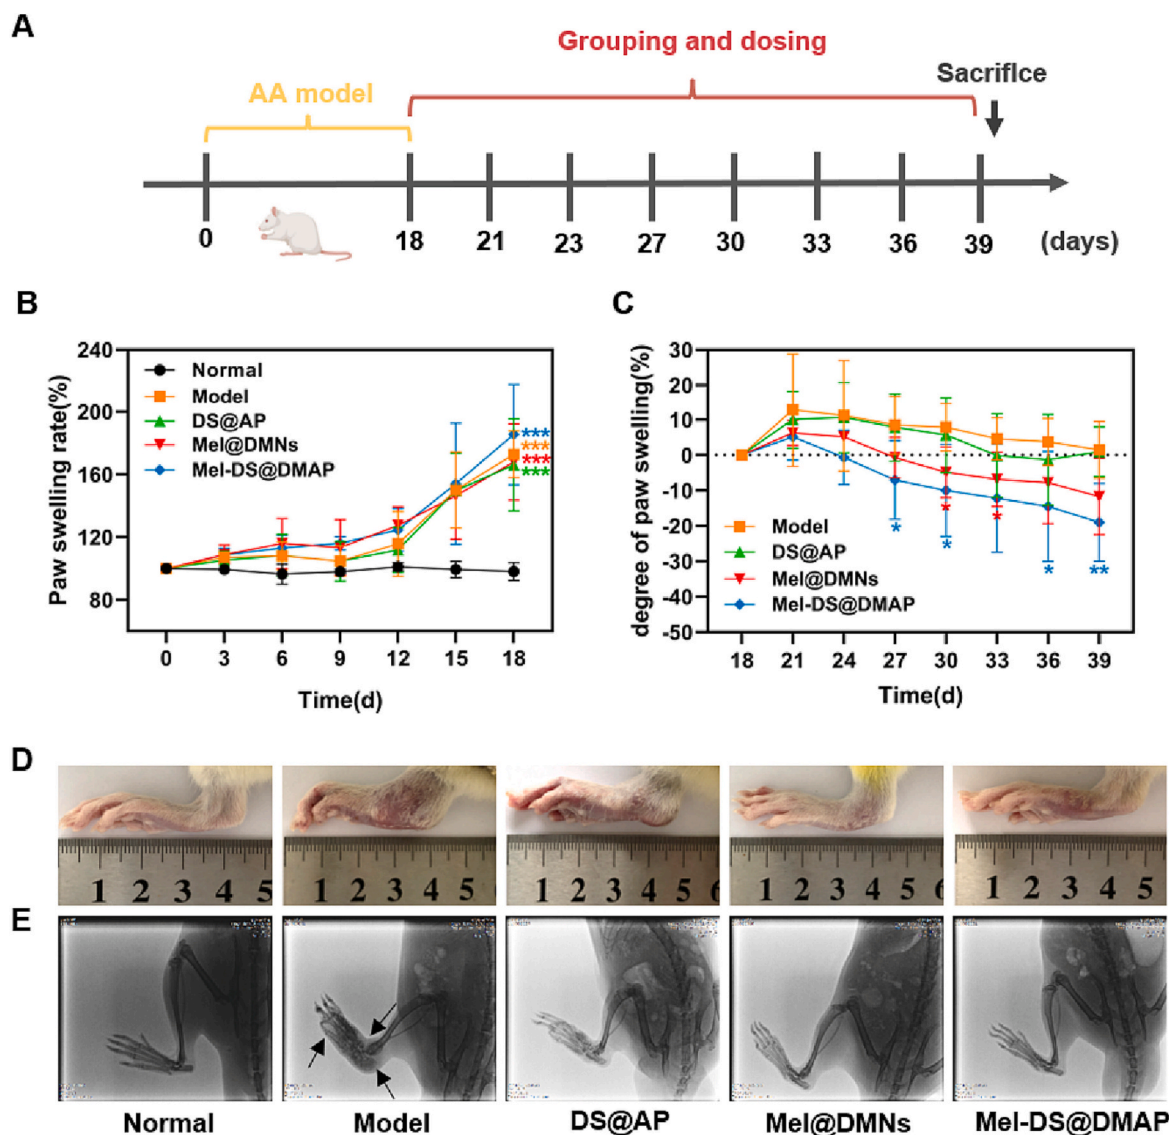 A
Grouping and dosing
SacrifIce
AA model
0 18 21 23 27 30 33 36 39 (days)
B
Paw swelling rate(%)
240
200
160
120
80
Normal
Model
DS@AP
Mel@DMNs
Mel-DS@DMAP
***
***
***
***
0 3 6 9 12 15 18
Time(d)
C
degree of paw swelling(%)
30
20
10
0
-10
-20
-30
-40
-50
Model
DS@AP
Mel@DMNs
Mel-DS@DMAP
*
*
*
*
*
**
18 21 24 27 30 33 36 39
Time(d)
D
1 2 3 4 5
1 2 3 4 5
1 2 3 4 5
1 2 3 4 5
1 2 3 4 5
E
Normal Model DS@AP Mel@DMNs Mel-DS@DMAP